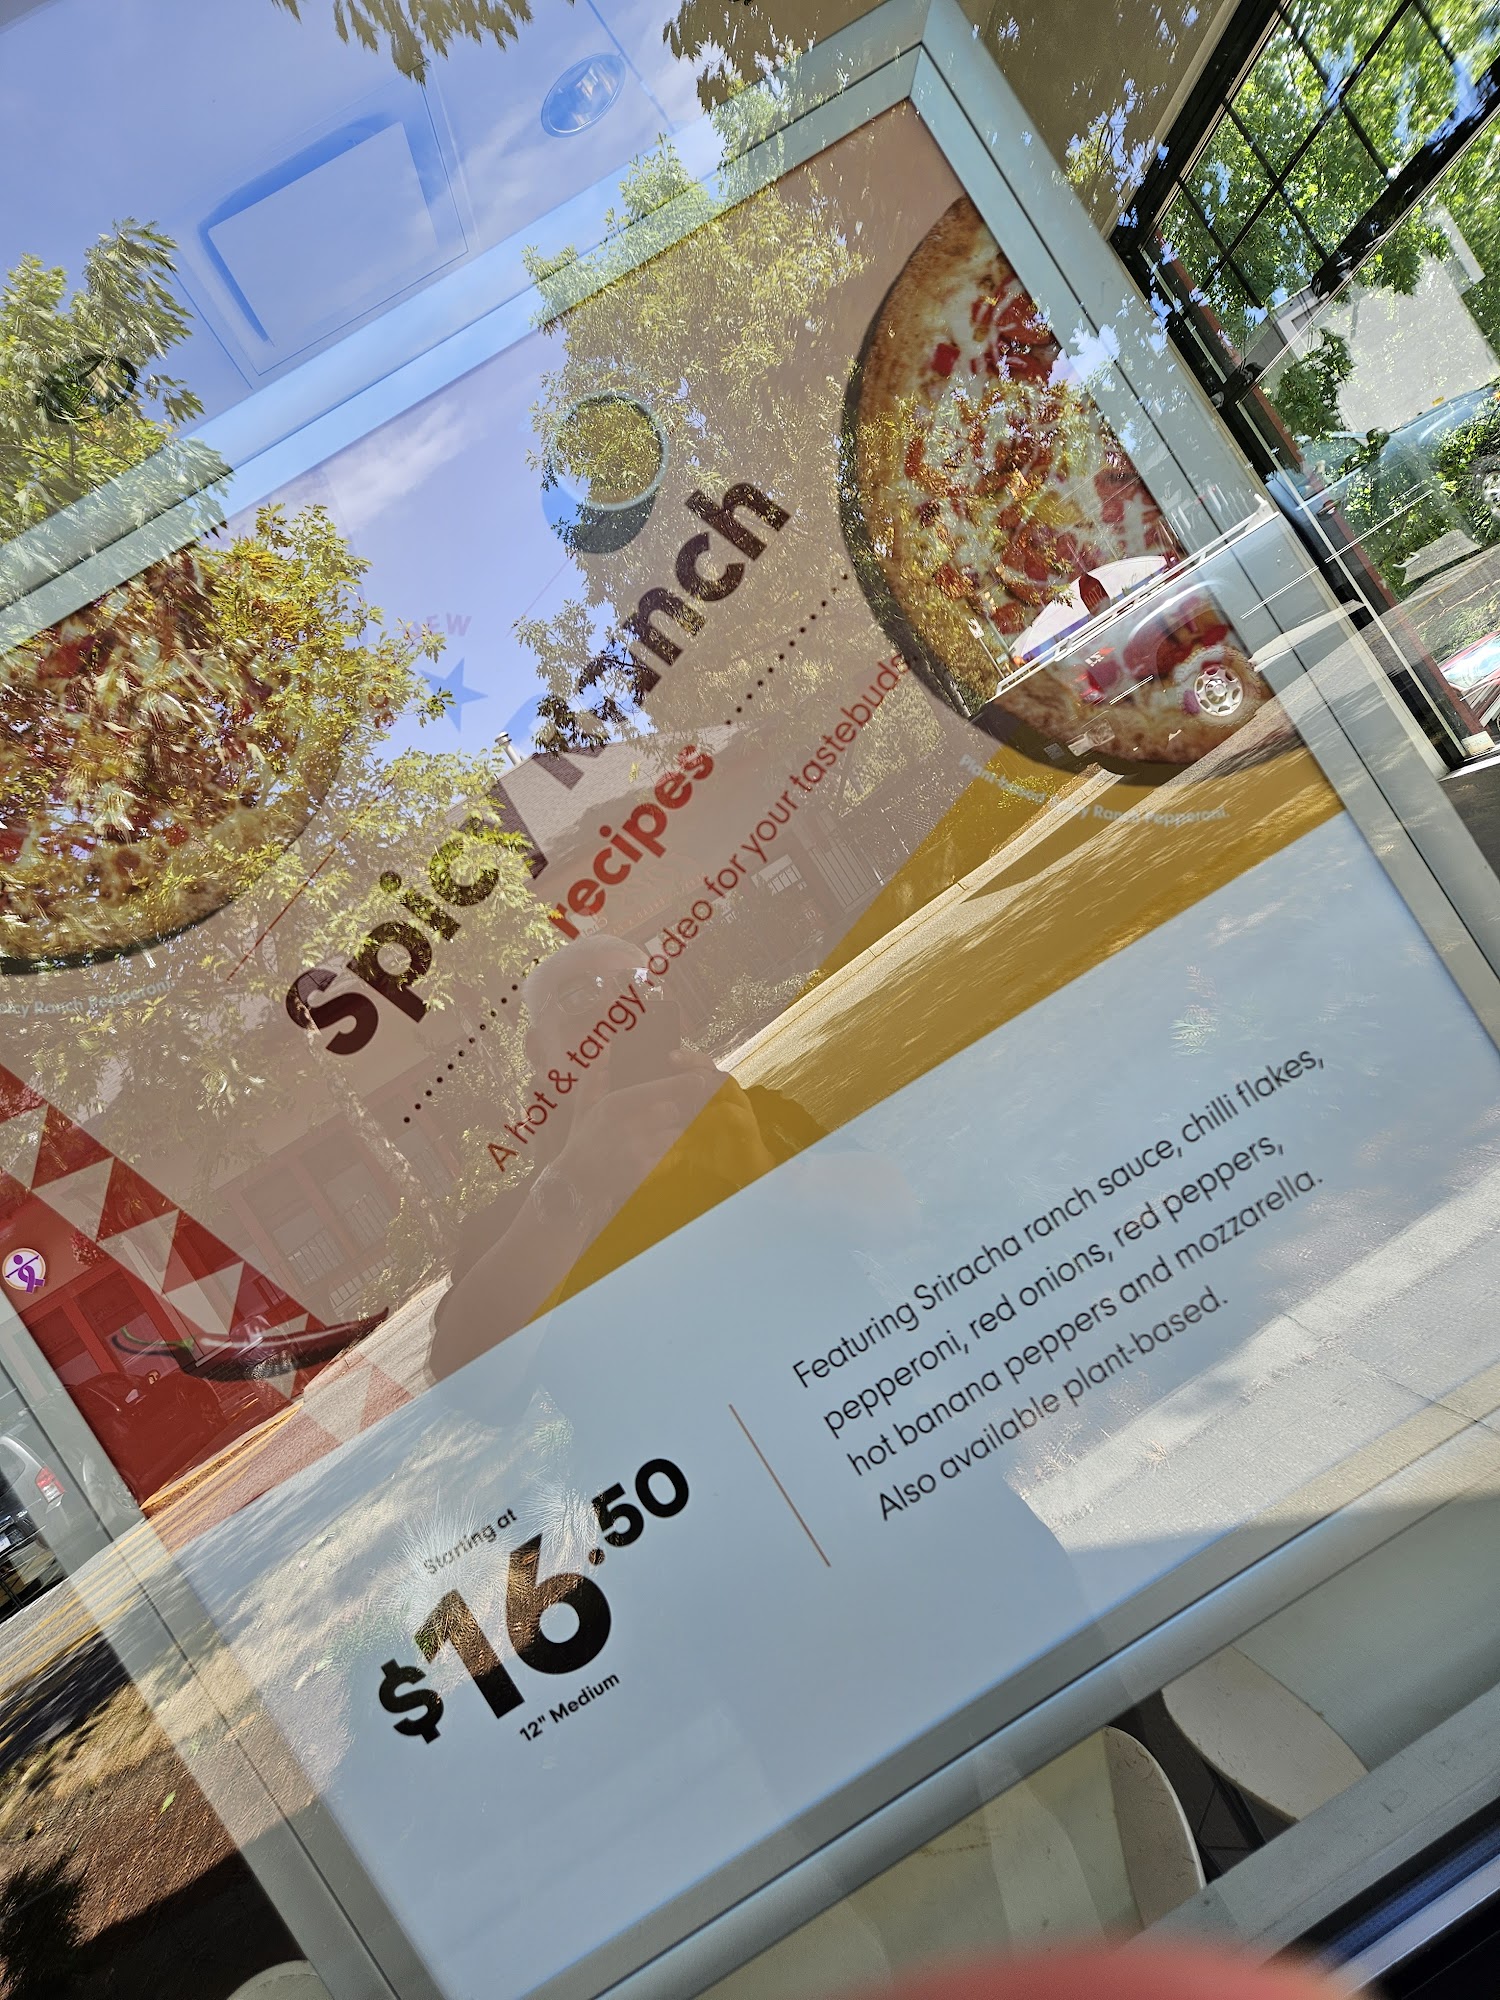 NEW
Spicy Ranch
recipes
A hot & tangy rodeo for your tastebuds.
Spicy Ranch Pepperoni.
Plant-based Spicy Ranch Pepperoni.
Starting at
$16.50
12" Medium
Featuring Sriracha ranch sauce, chilli flakes,
pepperoni, red onions, red peppers,
hot banana peppers and mozzarella.
Also available plant-based.